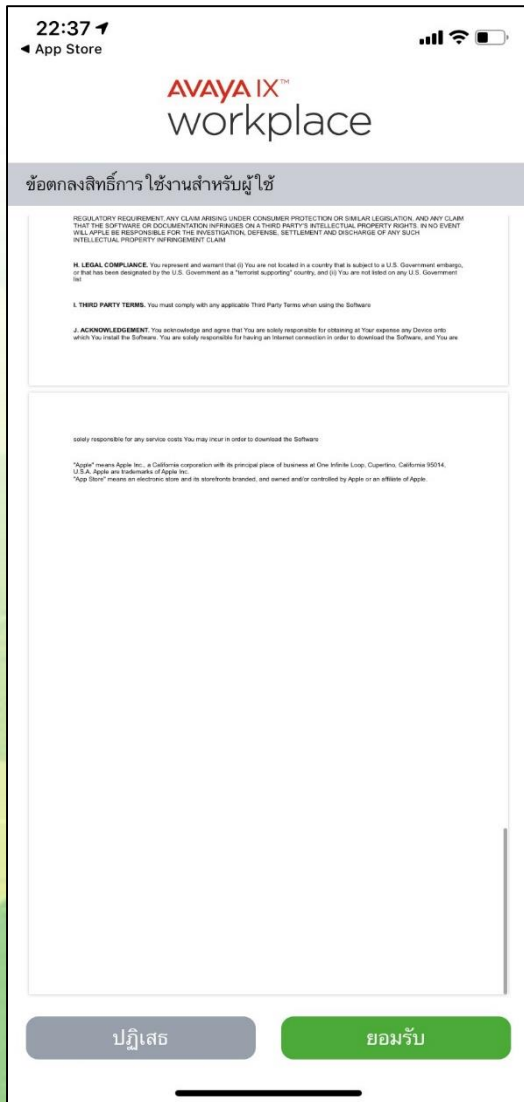 22:37
◀ App Store
AVAYA IX™
workplace
ข้อตกลงสิทธิ์การใช้งานสำหรับผู้ใช้
REGULATORY REQUIREMENT, ANY CLAIM ARISING UNDER CONSUMER PROTECTION OR SIMILAR LEGISLATION, AND ANY CLAIM
THAT THE SOFTWARE OR DOCUMENTATION INFRINGES ON A THIRD PARTY'S INTELLECTUAL PROPERTY RIGHTS. IN NO EVENT
WILL APPLE BE RESPONSIBLE FOR THE INVESTIGATION, DEFENSE, SETTLEMENT AND DISCHARGE OF ANY SUCH
INTELLECTUAL PROPERTY INFRINGEMENT CLAIM
H. LEGAL COMPLIANCE. You represent and warrant that (i) You are not located in a country that is subject to a U.S. Government embargo,
or that has been designated by the U.S. Government as a "terrorist supporting" country, and (ii) You are not listed on any U.S. Government
list
I. THIRD PARTY TERMS. You must comply with any applicable Third Party Terms when using the Software
J. ACKNOWLEDGEMENT. You acknowledge and agree that You are solely responsible for obtaining at Your expense any Device onto
which You install the Software. You are solely responsible for having an Internet connection in order to download the Software, and You are
solely responsible for any service costs You may incur in order to download the Software
"Apple" means Apple Inc., a California corporation with its principal place of business at One Infinite Loop, Cupertino, California 95014,
U.S.A. Apple are trademarks of Apple Inc.
"App Store" means an electronic store and its storefronts branded, and owned and/or controlled by Apple or an affiliate of Apple.
ปฏิเสธ
ยอมรับ